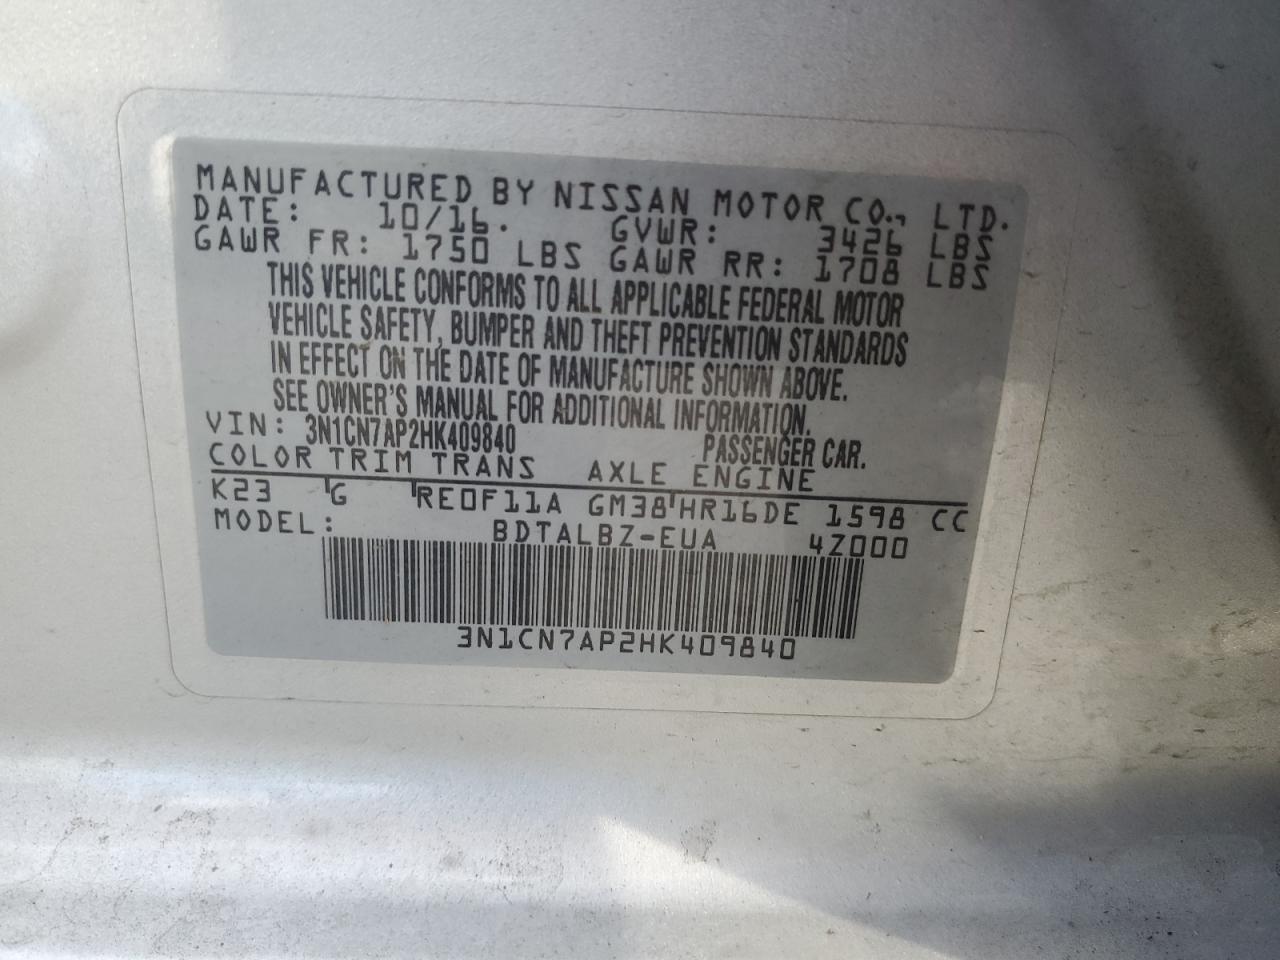 MANUFACTURED BY NISSAN MOTOR CO., LTD.
DATE: 10/16. GVWR: 3426 LBS
GAWR FR: 1750 LBS GAWR RR: 1708 LBS
THIS VEHICLE CONFORMS TO ALL APPLICABLE FEDERAL MOTOR
VEHICLE SAFETY, BUMPER AND THEFT PREVENTION STANDARDS
IN EFFECT ON THE DATE OF MANUFACTURE SHOWN ABOVE.
SEE OWNER'S MANUAL FOR ADDITIONAL INFORMATION.
VIN: 3N1CN7AP2HK409840 PASSENGER CAR.
COLOR TRIM TRANS AXLE ENGINE
K23 G RE0F11A GM38 HR16DE 1598 CC
MODEL: BDTALBZ-EUA 4Z000
3N1CN7AP2HK409840